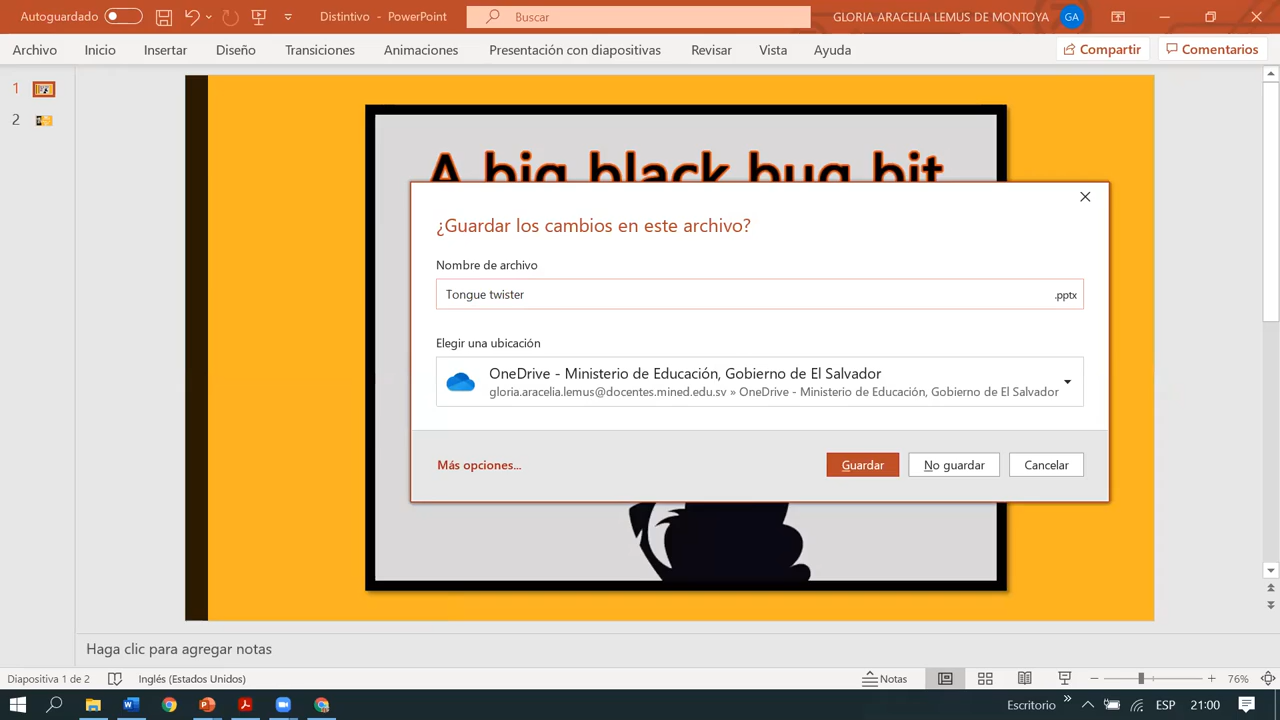 Autoguardado
Distintivo - PowerPoint
Buscar
GLORIA ARACELIA LEMUS DE MONTOYA
GA
Archivo
Inicio
Insertar
Diseño
Transiciones
Animaciones
Presentación con diapositivas
Revisar
Vista
Ayuda
Compartir
Comentarios
1
2
A big black bug bit
¿Guardar los cambios en este archivo?
Nombre de archivo
Tongue twister
.pptx
Elegir una ubicación
OneDrive - Ministerio de Educación, Gobierno de El Salvador
gloria.aracelia.lemus@docentes.mined.edu.sv » OneDrive - Ministerio de Educación, Gobierno de El Salvador
Más opciones...
Guardar
No guardar
Cancelar
Haga clic para agregar notas
Diapositiva 1 de 2
Inglés (Estados Unidos)
Notas
76%
Escritorio
ESP
21:00